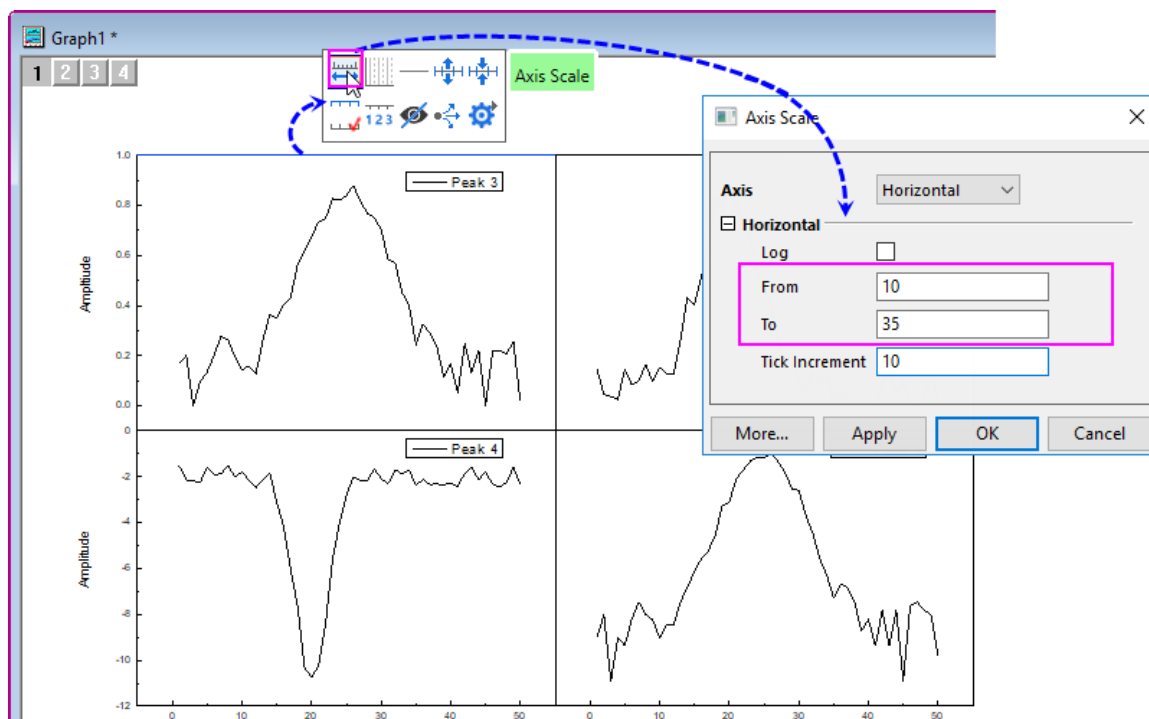 Graph1 *
1 2 3 4
Axis Scale
1 2 3
Axis Scale
Axis Horizontal
Horizontal
Log
From 10
To 35
Tick Increment 10
More... Apply OK Cancel
1.0
0.8
0.6
0.4
0.2
0.0
Amplitude
Peak 3
0
-2
-4
-6
-8
-10
-12
Amplitude
Peak 4
0 10 20 30 40 50
0 10 20 30 40 50